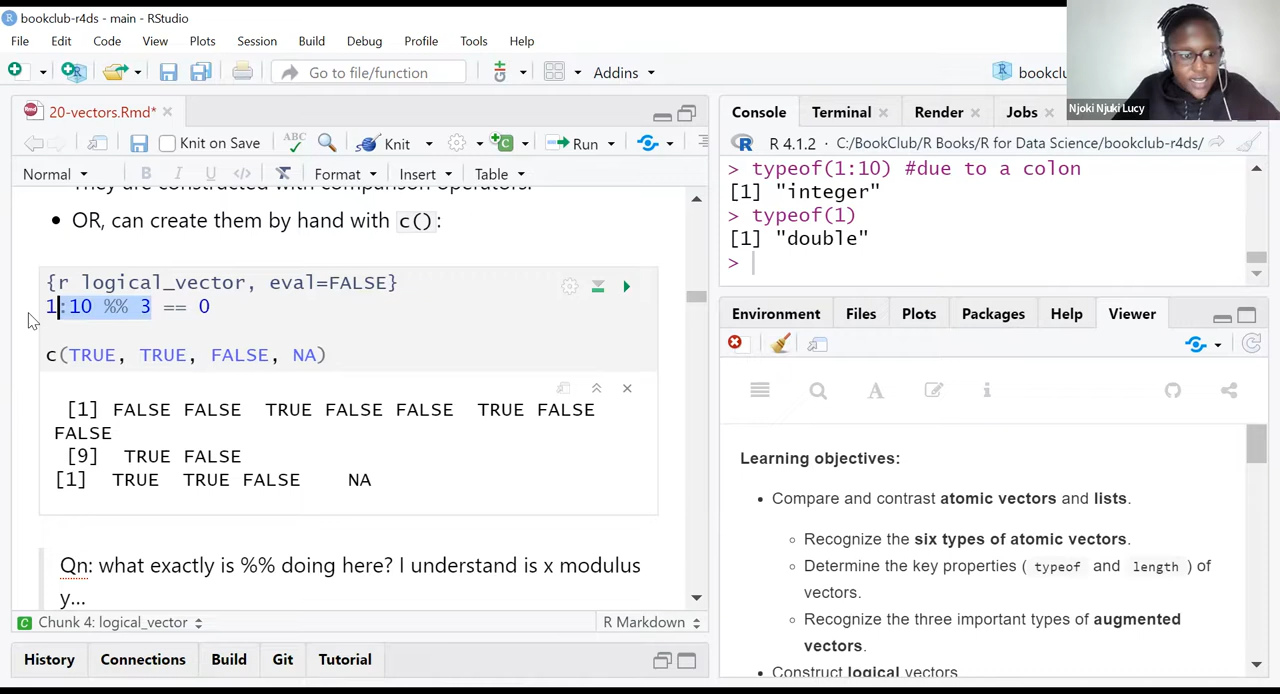 bookclub-r4ds - main - RStudio
File Edit Code View Plots Session Build Debug Profile Tools Help
Go to file/function Addins
Njoki Njuki Lucy
20-vectors.Rmd*
Knit on Save ABC Knit Run
Normal B I U Format Insert Table
They are constructed with comparison operators.
• OR, can create them by hand with c():
{r logical_vector, eval=FALSE}
1:10 %% 3 == 0
c(TRUE, TRUE, FALSE, NA)
[1] FALSE FALSE TRUE FALSE FALSE TRUE FALSE
FALSE
[9] TRUE FALSE
[1] TRUE TRUE FALSE NA
Qn: what exactly is %% doing here? I understand is x modulus
y...
Chunk 4: logical_vector R Markdown
History Connections Build Git Tutorial
Console Terminal Render Jobs
R 4.1.2 · C:/BookClub/R Books/R for Data Science/bookclub-r4ds/
> typeof(1:10) #due to a colon
[1] "integer"
> typeof(1)
[1] "double"
>
Environment Files Plots Packages Help Viewer
Learning objectives:
• Compare and contrast atomic vectors and lists.
Recognize the six types of atomic vectors.
Determine the key properties ( typeof and length ) of
vectors.
Recognize the three important types of augmented
vectors.
• Construct logical vectors